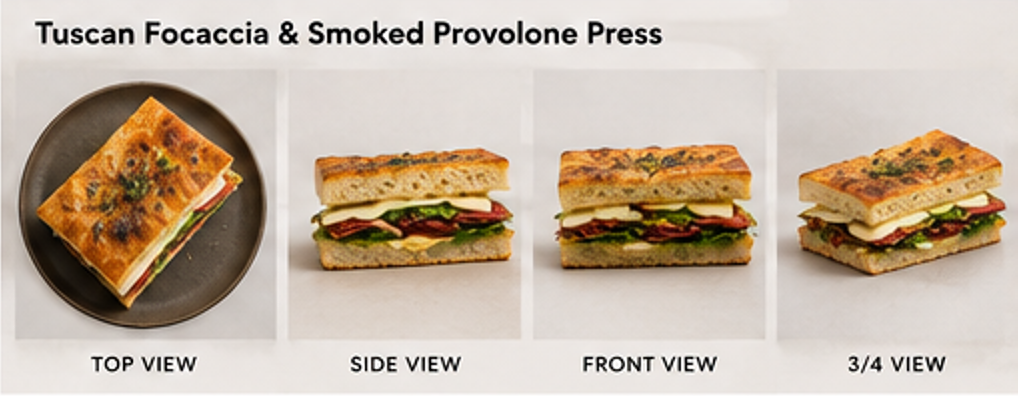 Tuscan Focaccia & Smoked Provolone Press
TOP VIEW
SIDE VIEW
FRONT VIEW
3/4 VIEW